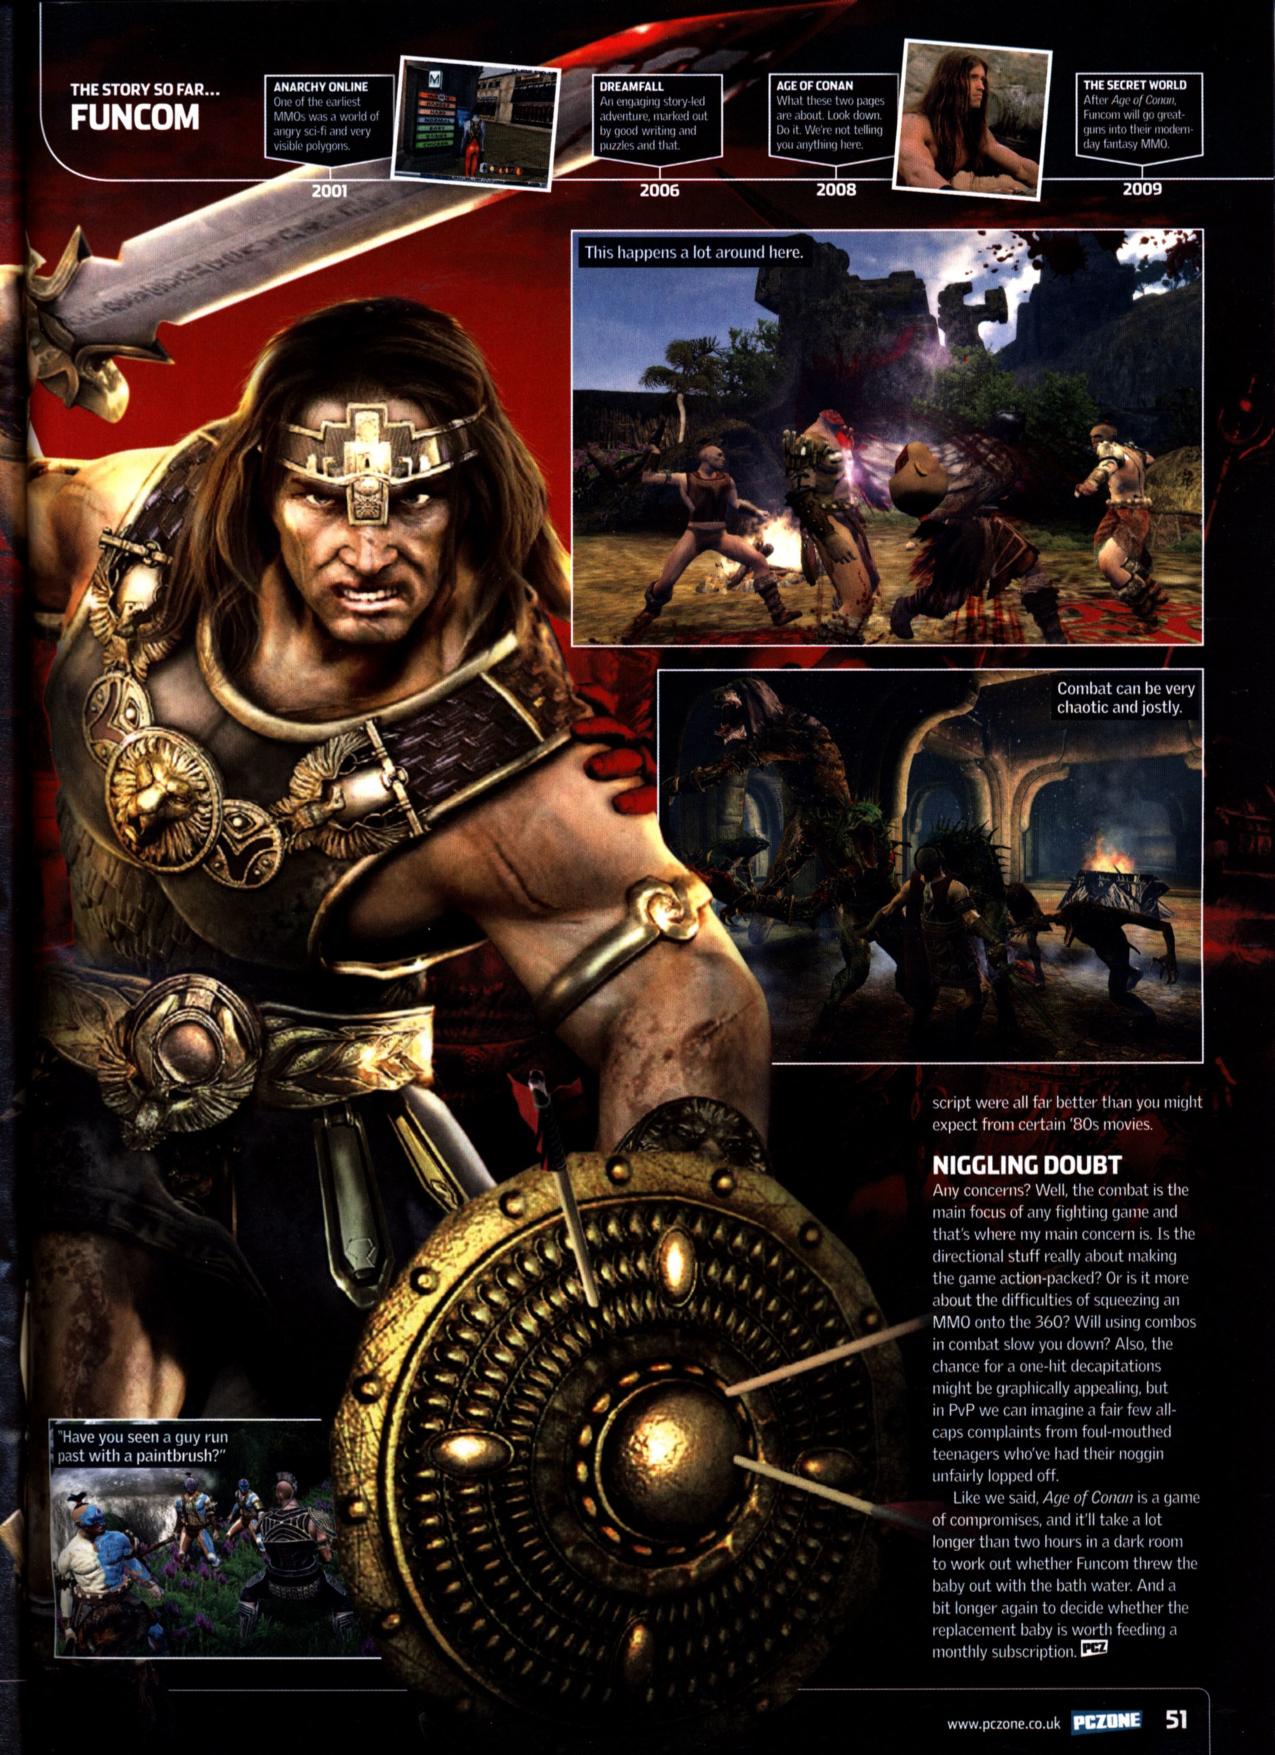 THE STORY SO FAR...
FUNCOM
ANARCHY ONLINE
One of the earliest
MMOs was a world of
angry sci-fi and very
visible polygons.
2001
DREAMFALL
An engaging story-led
adventure, marked out
by good writing and
puzzles and that.
2006
AGE OF CONAN
What these two pages
are about. Look down.
Do it. We're not telling
you anything here.
2008
THE SECRET WORLD
After Age of Conan,
Funcom will go great-
guns into their modern-
day fantasy MMO.
2009
This happens a lot around here.
Combat can be very
chaotic and jostly.
"Have you seen a guy run
past with a paintbrush?"
script were all far better than you might
expect from certain '80s movies.
NIGGLING DOUBT
Any concerns? Well, the combat is the
main focus of any fighting game and
that's where my main concern is. Is the
directional stuff really about making
the game action-packed? Or is it more
about the difficulties of squeezing an
MMO onto the 360? Will using combos
in combat slow you down? Also, the
chance for a one-hit decapitations
might be graphically appealing, but
in PvP we can imagine a fair few all-
caps complaints from foul-mouthed
teenagers who've had their noggin
unfairly lopped off.
Like we said, Age of Conan is a game
of compromises, and it'll take a lot
longer than two hours in a dark room
to work out whether Funcom threw the
baby out with the bath water. And a
bit longer again to decide whether the
replacement baby is worth feeding a
monthly subscription. PCZ
www.pczone.co.uk PCZONE 51